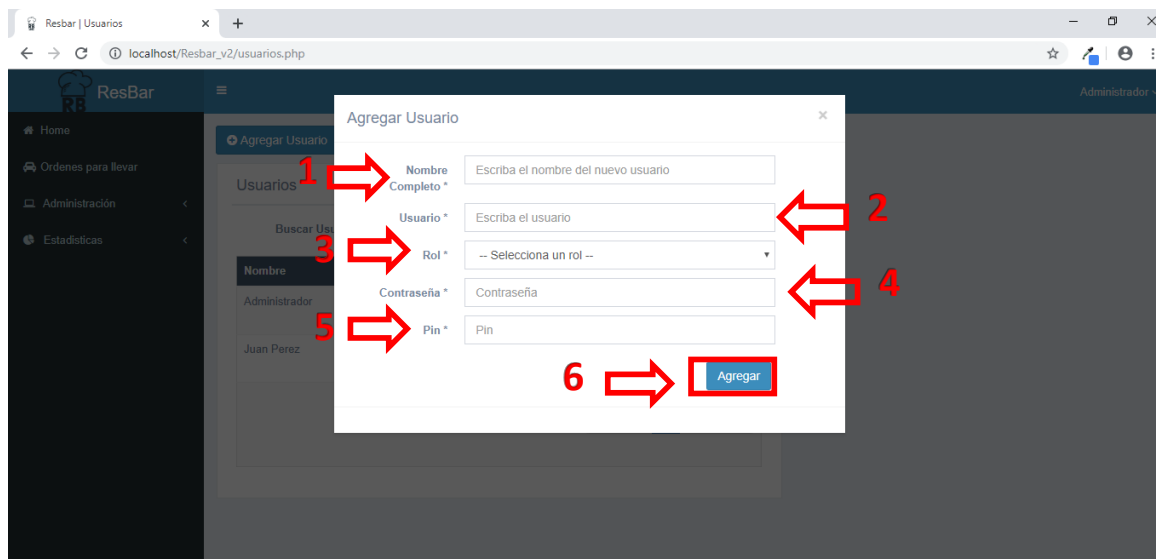 Resbar | Usuarios
localhost/Resbar_v2/usuarios.php
RB ResBar
Administrador
Home
Ordenes para llevar
Administración
Estadisticas
Agregar Usuario
Usuarios
Buscar Usu
Nombre
Administrador
Juan Perez
Agregar Usuario ×
1 Nombre Completo * Escriba el nombre del nuevo usuario
Usuario * Escriba el usuario 2
3 Rol * -- Selecciona un rol --
Contraseña * Contraseña 4
5 Pin * Pin
6 Agregar